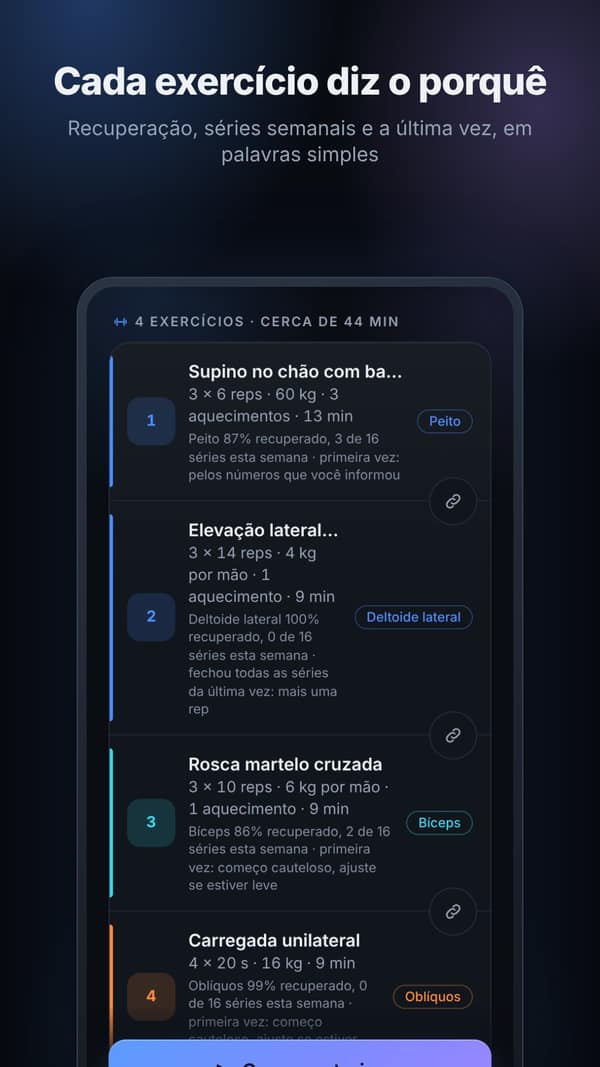 Cada exercício diz o porquê
Recuperação, séries semanais e a última vez, em
palavras simples
4 EXERCÍCIOS · CERCA DE 44 MIN
1
Supino no chão com ba...
3 × 6 reps · 60 kg · 3
aquecimentos · 13 min
Peito 87% recuperado, 3 de 16
séries esta semana · primeira vez:
pelos números que você informou
Peito
2
Elevação lateral...
3 × 14 reps · 4 kg
por mão · 1
aquecimento · 9 min
Deltoide lateral 100%
recuperado, 0 de 16
séries esta semana ·
fechou todas as séries
da última vez: mais uma
rep
Deltoide lateral
3
Rosca martelo cruzada
3 × 10 reps · 6 kg por mão ·
1 aquecimento · 9 min
Bíceps 86% recuperado, 2 de 16
séries esta semana · primeira
vez: começo cauteloso, ajuste
se estiver leve
Bíceps
4
Carregada unilateral
4 × 20 s · 16 kg · 9 min
Oblíquos 99% recuperado, 0
de 16 séries esta semana ·
primeira vez: começo
cauteloso, ajuste se estiver
Oblíquos